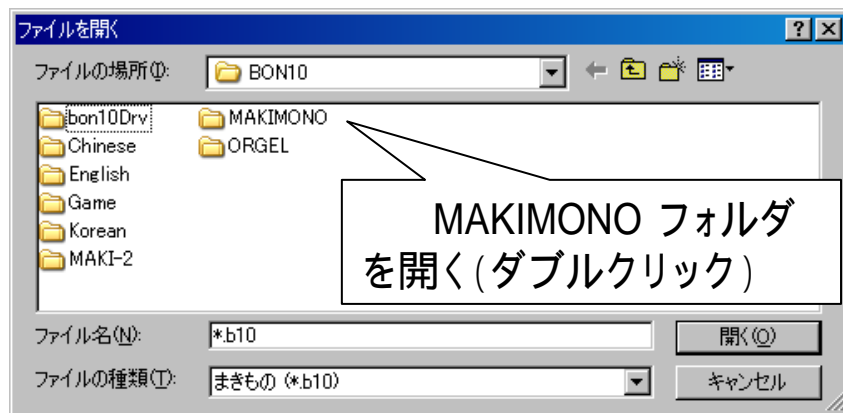 ファイルを開く
ファイルの場所(I):
BON10
bon10Drv
MAKIMONO
Chinese
ORGEL
English
Game
Korean
MAKI-2
MAKIMONO フォルダ
を開く(ダブルクリック)
ファイル名(N):
*.b10
開く(O)
ファイルの種類(T):
まきもの (*.b10)
キャンセル